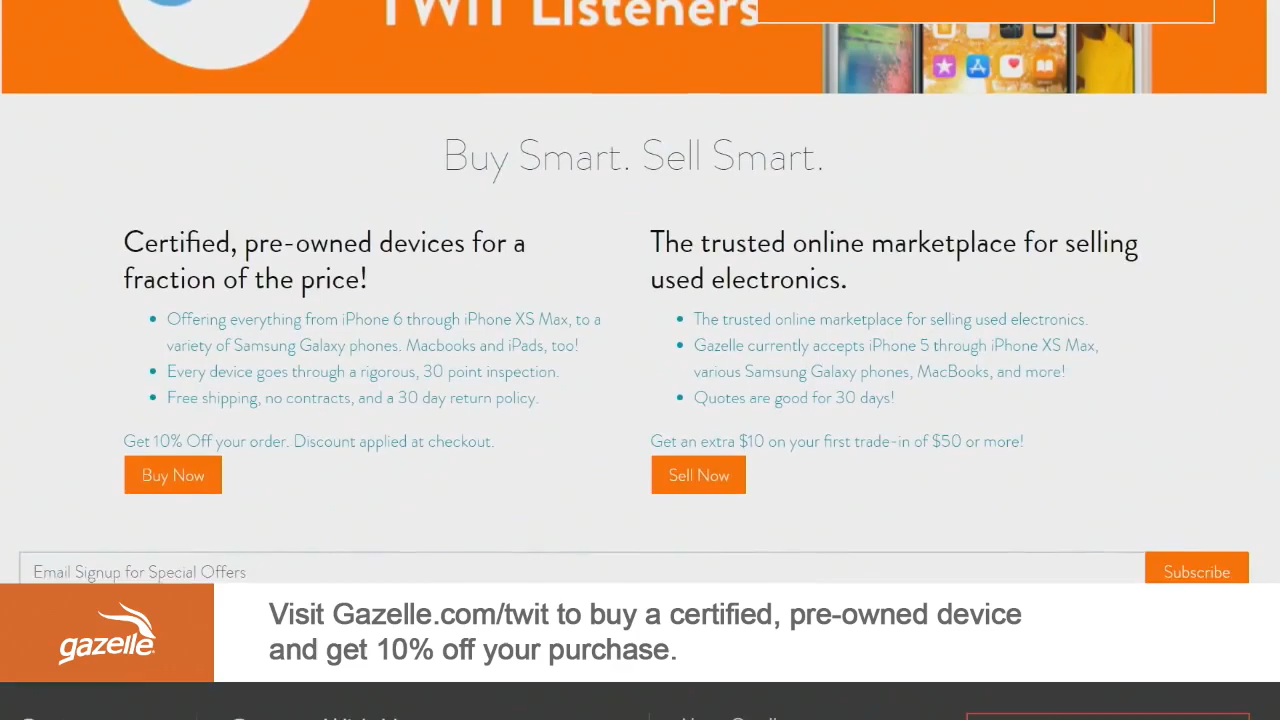 TWiT Listeners
Buy Smart. Sell Smart.
Certified, pre-owned devices for a
fraction of the price!
Offering everything from iPhone 6 through iPhone XS Max, to a
variety of Samsung Galaxy phones. Macbooks and iPads, too!
Every device goes through a rigorous, 30 point inspection.
Free shipping, no contracts, and a 30 day return policy.
Get 10% Off your order. Discount applied at checkout.
Buy Now
The trusted online marketplace for selling
used electronics.
The trusted online marketplace for selling used electronics.
Gazelle currently accepts iPhone 5 through iPhone XS Max,
various Samsung Galaxy phones, MacBooks, and more!
Quotes are good for 30 days!
Get an extra $10 on your first trade-in of $50 or more!
Sell Now
Email Signup for Special Offers
Subscribe
gazelle
Visit Gazelle.com/twit to buy a certified, pre-owned device
and get 10% off your purchase.